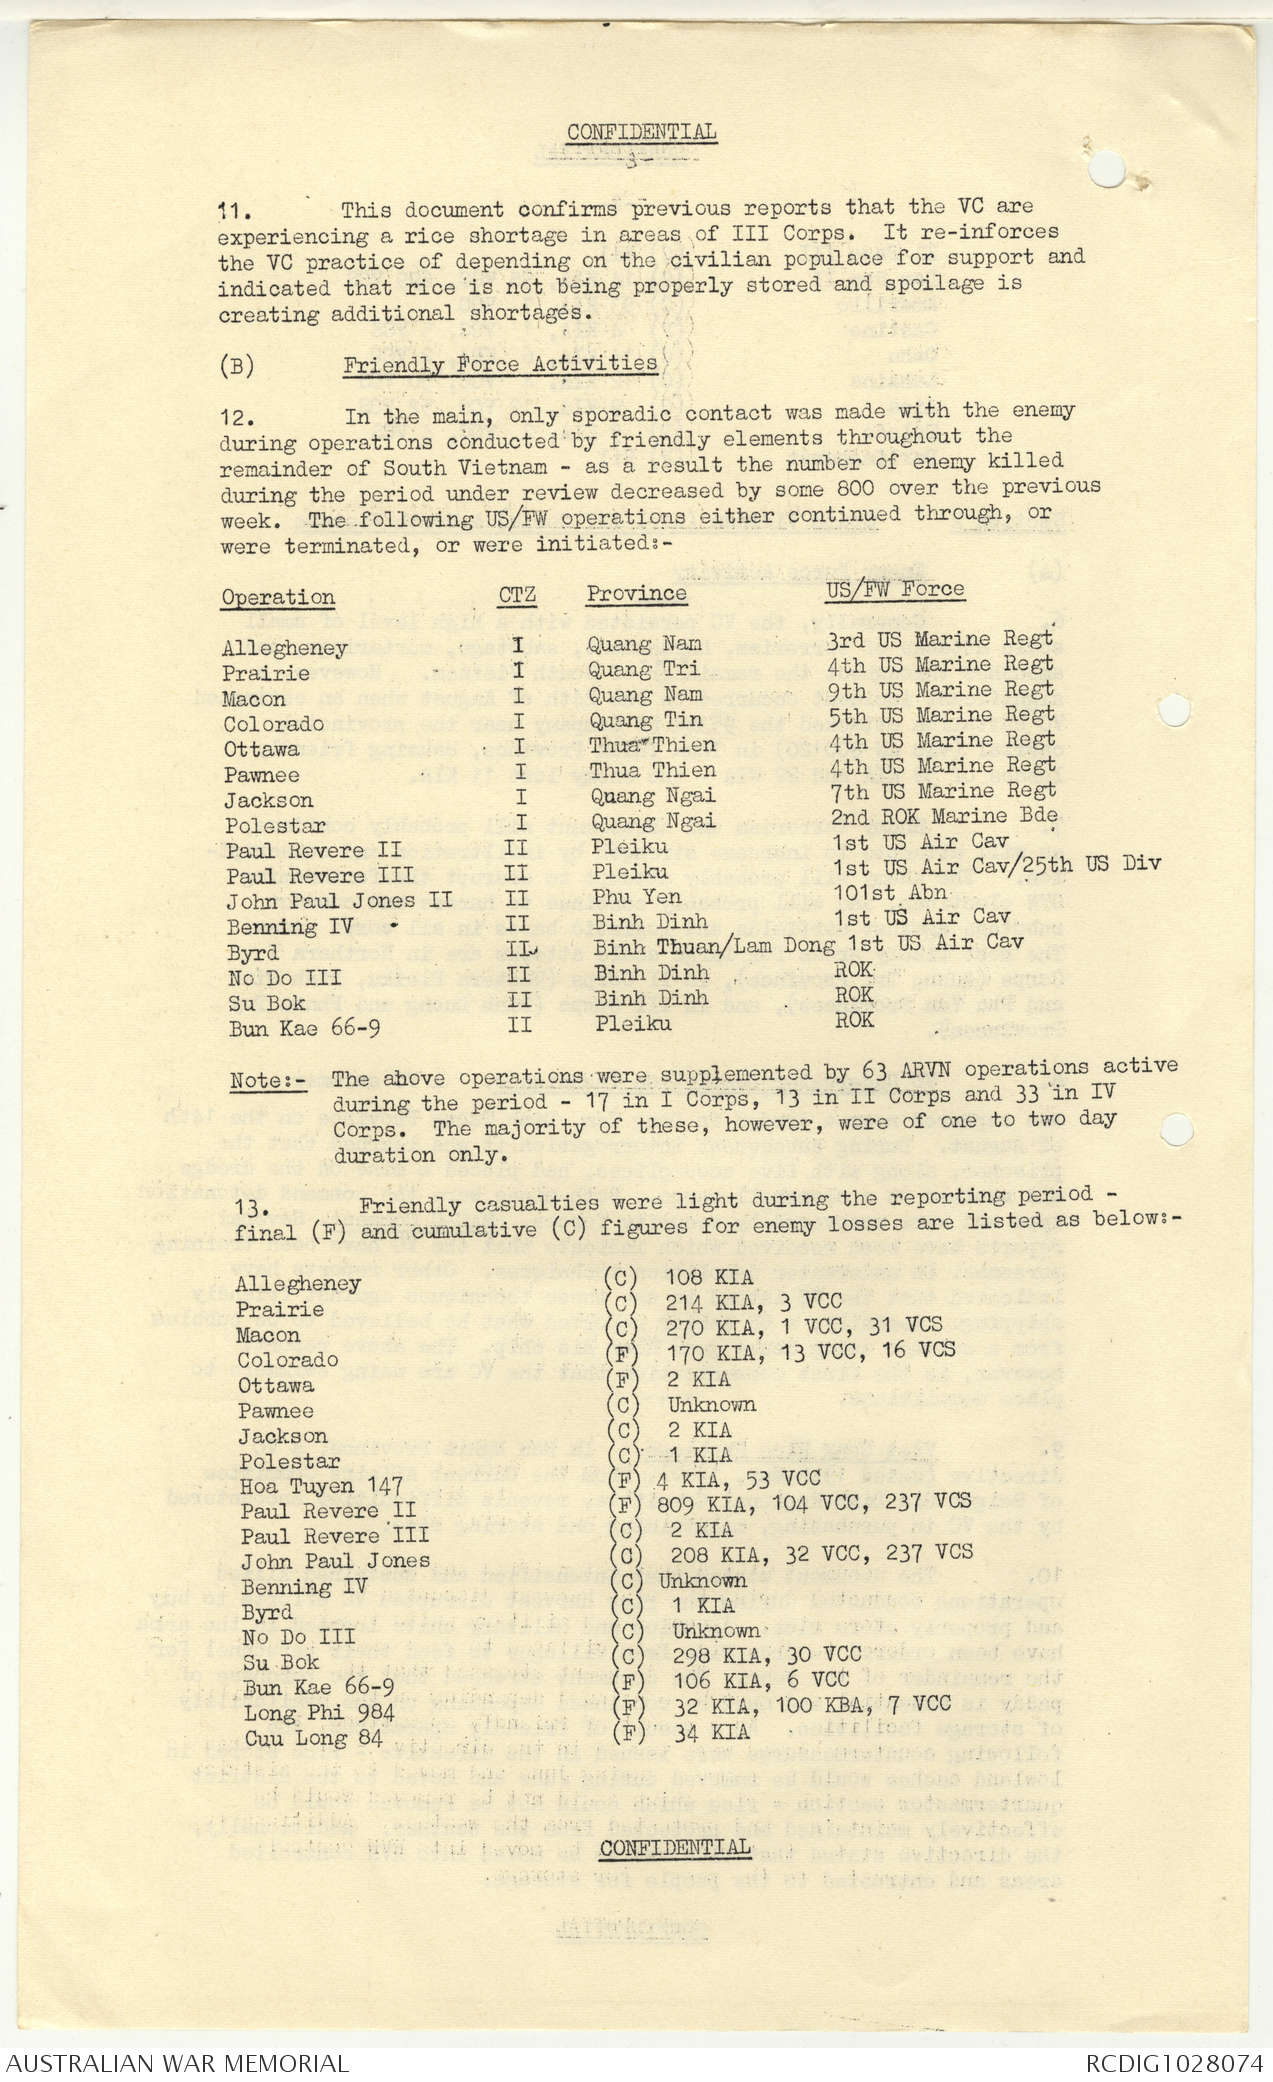 CONFIDENTIAL
3-
11. This document confirms previous reports that the VC are
experiencing a rice shortage in areas of III Corps. It re-inforces
the VC practice of depending on the civilian populace for support and
indicated that rice is not being properly stored and spoilage is
creating additional shortages.
(B) Friendly Force Activities
12. In the main, only sporadic contact was made with the enemy
during operations conducted by friendly elements throughout the
remainder of South Vietnam - as a result the number of enemy killed
during the period under review decreased by some 800 over the previous
week. The following US/FW operations either continued through, or
were terminated, or were initiated:-
Operation CTZ Province US/FW Force
Allegheney I Quang Nam 3rd US Marine Regt
Prairie I Quang Tri 4th US Marine Regt
Macon I Quang Nam 9th US Marine Regt
Colorado I Quang Tin 5th US Marine Regt
Ottawa I Thua Thien 4th US Marine Regt
Pawnee I Thua Thien 4th US Marine Regt
Jackson I Quang Ngai 7th US Marine Regt
Polestar I Quang Ngai 2nd ROK Marine Bde
Paul Revere II II Pleiku 1st US Air Cav
Paul Revere III II Pleiku 1st US Air Cav/25th US Div
John Paul Jones II II Phu Yen 101st Abn
Benning IV II Binh Dinh 1st US Air Cav
Byrd II Binh Thuan/Lam Dong 1st US Air Cav
No Do III II Binh Dinh ROK
Su Bok II Binh Dinh ROK
Bun Kae 66-9 II Pleiku ROK
Note:- The above operations were supplemented by 63 ARVN operations active
during the period - 17 in I Corps, 13 in II Corps and 33 in IV
Corps. The majority of these, however, were of one to two day
duration only.
13. Friendly casualties were light during the reporting period -
final (F) and cumulative (C) figures for enemy losses are listed as below:-
Allegheney (C) 108 KIA
Prairie (C) 214 KIA, 3 VCC
Macon (C) 270 KIA, 1 VCC, 31 VCS
Colorado (F) 170 KIA, 13 VCC, 16 VCS
Ottawa (F) 2 KIA
Pawnee (C) Unknown
Jackson (C) 2 KIA
Polestar (C) 1 KIA
Hoa Tuyen 147 (F) 4 KIA, 53 VCC
Paul Revere II (F) 809 KIA, 104 VCC, 237 VCS
Paul Revere III (C) 2 KIA
John Paul Jones (C) 208 KIA, 32 VCC, 237 VCS
Benning IV (C) Unknown
Byrd (C) 1 KIA
No Do III (C) Unknown
Su Bok (C) 298 KIA, 30 VCC
Bun Kae 66-9 (F) 106 KIA, 6 VCC
Long Phi 984 (F) 32 KIA, 100 KBA, 7 VCC
Cuu Long 84 (F) 34 KIA
CONFIDENTIAL
AUSTRALIAN WAR MEMORIAL RCDIG1028074